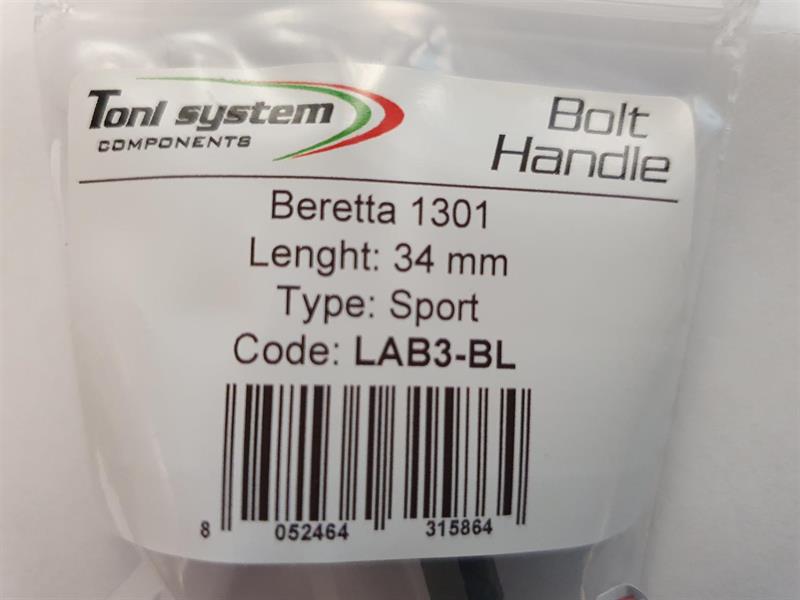 Toni system
COMPONENTS
Bolt
Handle
Beretta 1301
Lenght: 34 mm
Type: Sport
Code: LAB3-BL
8 052464 315864